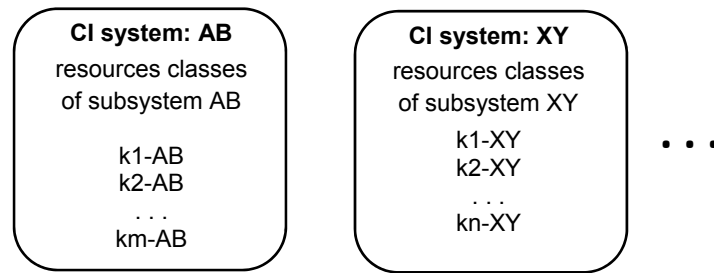 CI system: AB
resources classes
of subsystem AB
k1-AB
k2-AB
. . .
km-AB
CI system: XY
resources classes
of subsystem XY
k1-XY
k2-XY
. . .
kn-XY
. . .